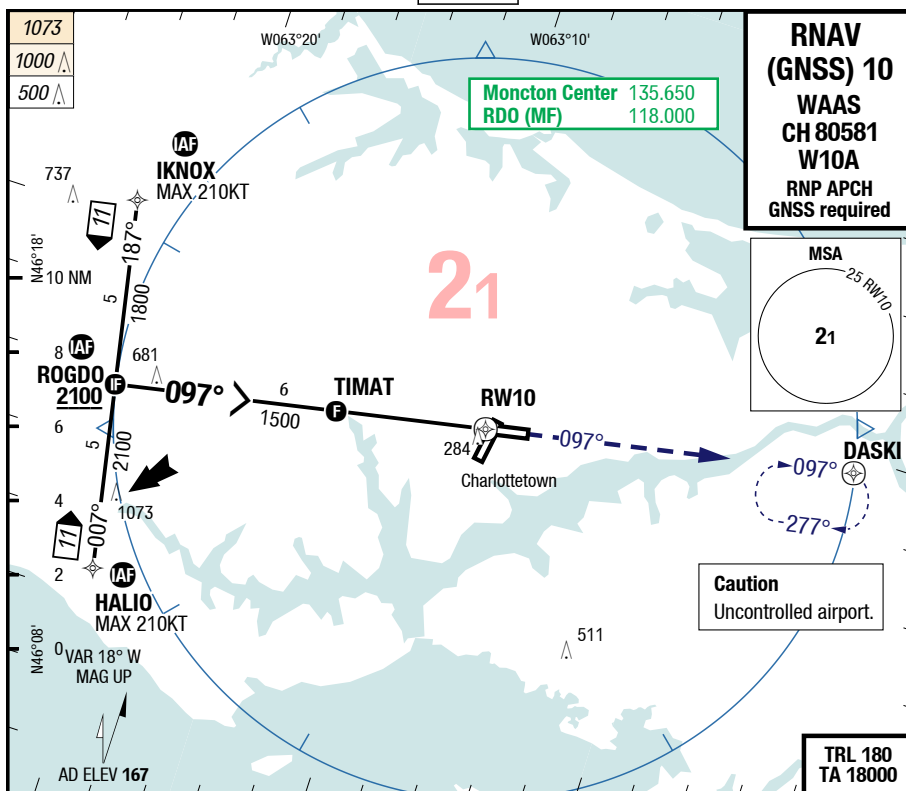 1073
1000
500
W063°20'
W063°10'
Moncton Center 135.650
RDO (MF) 118.000
RNAV
(GNSS) 10
WAAS
CH 80581
W10A
RNP APCH
GNSS required
MSA
25 RW10
21
IAF
IKNOX
MAX 210KT
737
11
187°
N46°18'
10 NM
5
1800
21
8
IAF
ROGDO
2100
IF
681
097°
6
1500
TIMAT
F
RW10
284
Charlottetown
097°
DASKI
097°
277°
6
5
2100
4
1073
11
007°
2
IAF
HALIO
MAX 210KT
Caution
Uncontrolled airport.
511
N46°08'
0
VAR 18° W
MAG UP
AD ELEV 167
TRL 180
TA 18000